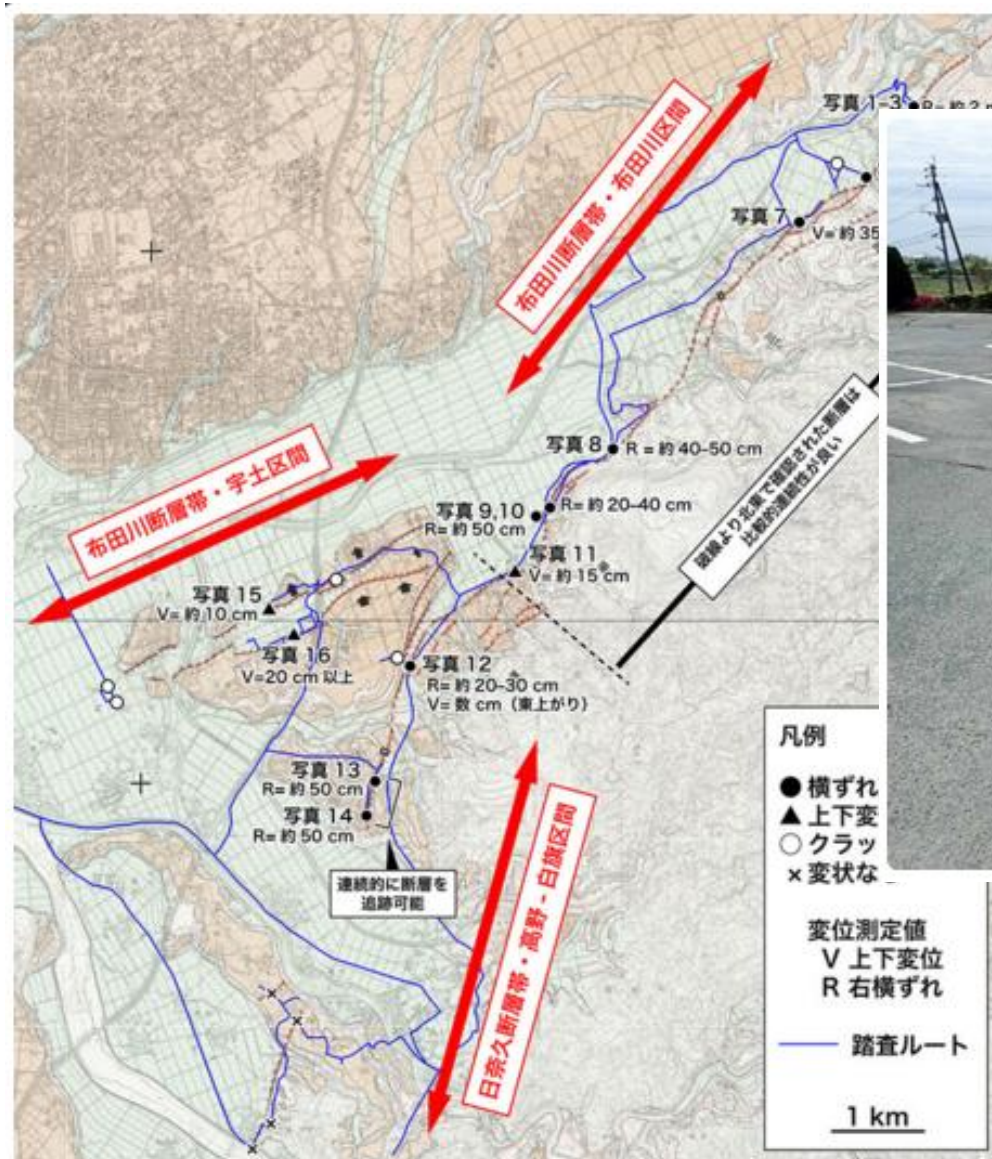 写真 1-3
R= 約 2
布田川断層帯・布田川区間
写真 7
V= 約 35
写真 8
R = 約 40-50 cm
破線より北東で確認された断層は
比較的連続性が良い
布田川断層帯・宇土区間
写真 9,10
R= 約 50 cm
R= 約 20-40 cm
写真 11
V= 約 15 cm
写真 15
V= 約 10 cm
写真 16
V=20 cm 以上
写真 12
R= 約 20-30 cm
V= 数 cm（東上がり）
写真 13
R= 約 50 cm
写真 14
R= 約 50 cm
連続的に断層を
追跡可能
日奈久断層帯・高野 - 白旗区間
凡例
横ずれ
上下変
クラッ
変状な
変位測定値
V 上下変位
R 右横ずれ
踏査ルート
1 km